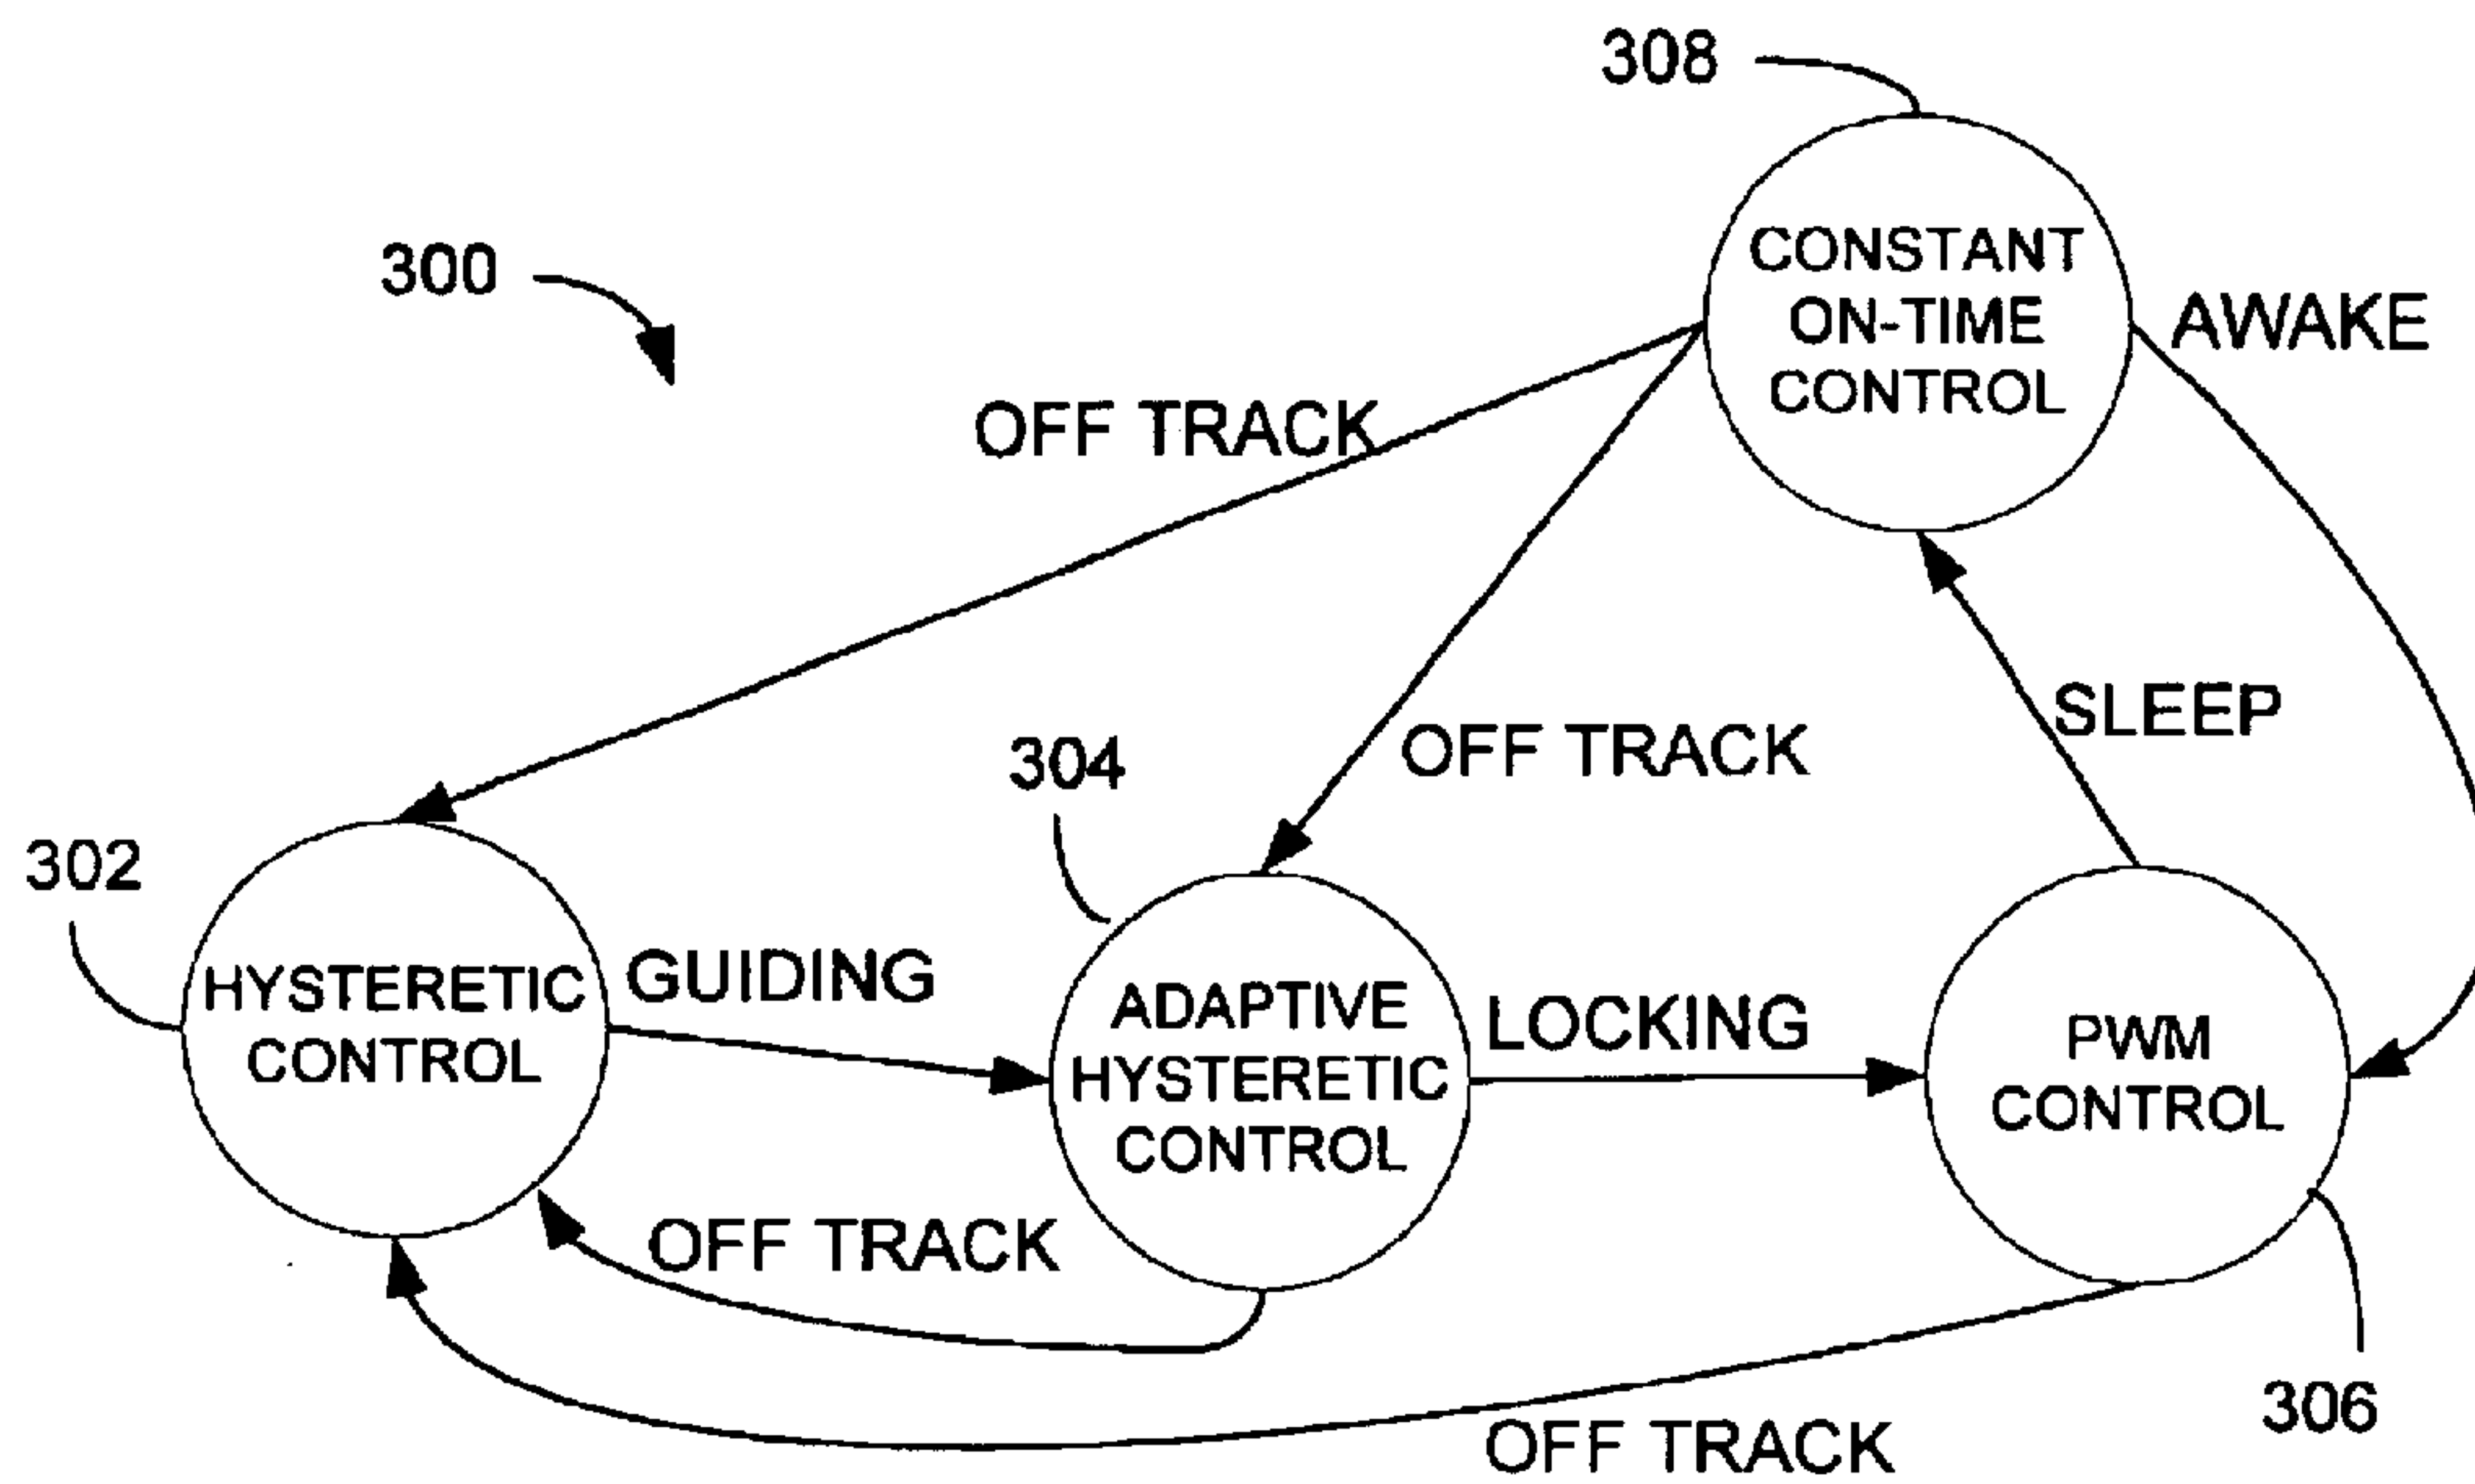 308
300
CONSTANT
ON-TIME
CONTROL
AWAKE
OFF TRACK
SLEEP
OFF TRACK
304
302
HYSTERETIC
CONTROL
GUIDING
ADAPTIVE
HYSTERETIC
CONTROL
LOCKING
PWM
CONTROL
OFF TRACK
306
OFF TRACK